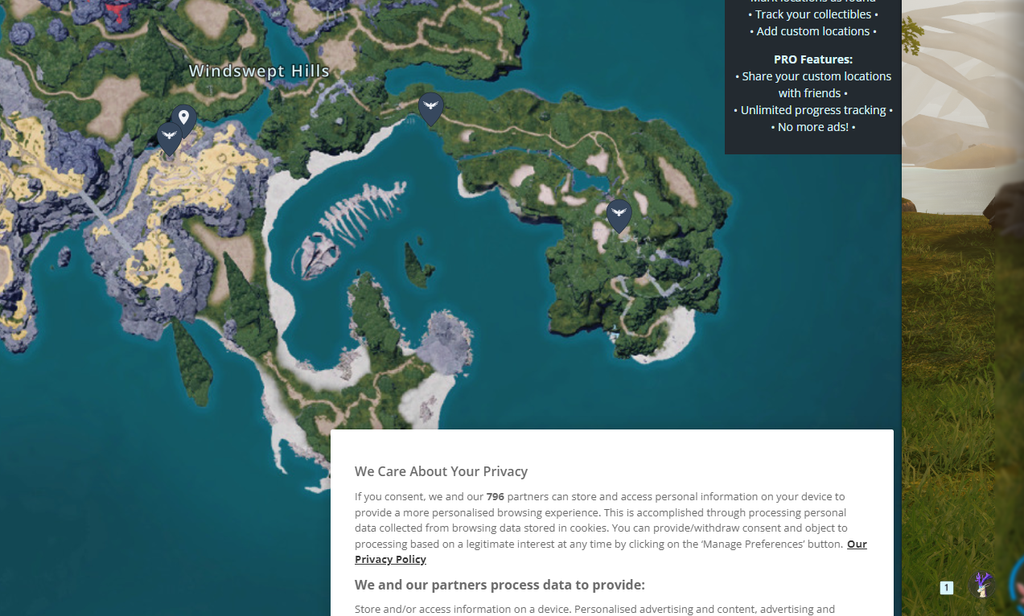 • Track your collectibles •
• Add custom locations •
PRO Features:
• Share your custom locations
with friends •
• Unlimited progress tracking •
• No more ads! •
Windswept Hills
We Care About Your Privacy
If you consent, we and our 796 partners can store and access personal information on your device to
provide a more personalised browsing experience. This is accomplished through processing personal
data collected from browsing data stored in cookies. You can provide/withdraw consent and object to
processing based on a legitimate interest at any time by clicking on the ‘Manage Preferences’ button. Our
Privacy Policy
We and our partners process data to provide:
Store and/or access information on a device. Personalised advertising and content, advertising and
1